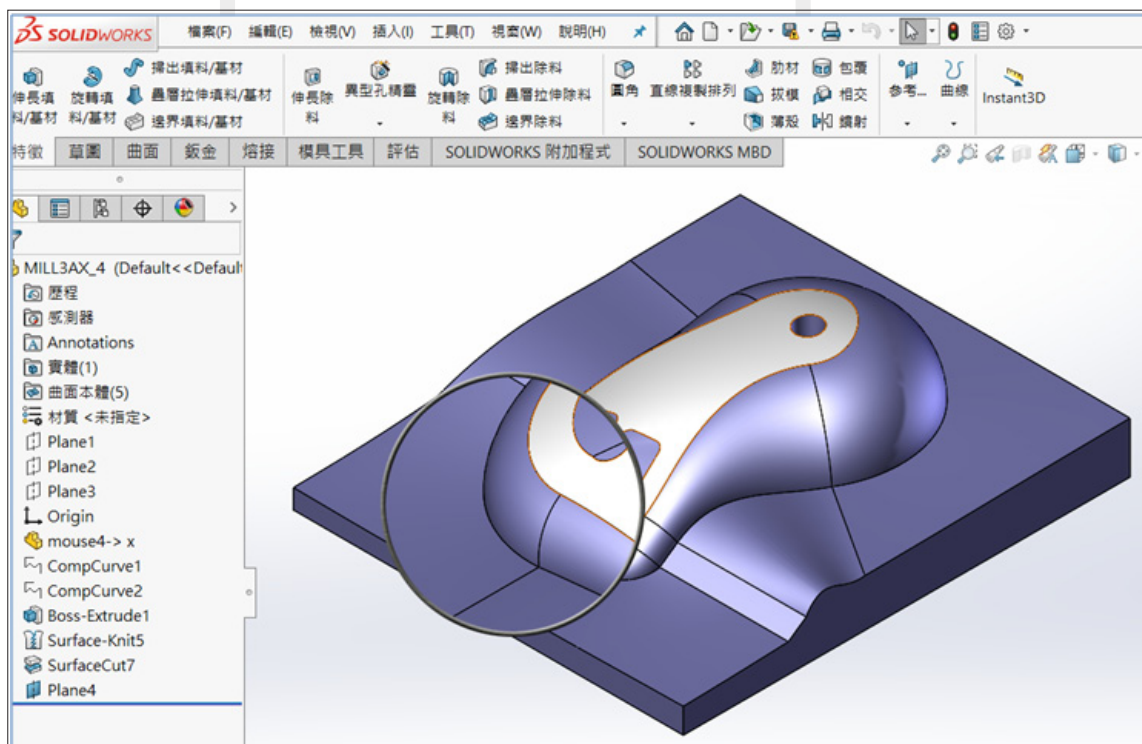 SOLIDWORKS 檔案(F) 編輯(E) 檢視(V) 插入(I) 工具(T) 視窗(W) 說明(H)
掃出填料/基材 掃出除料 肋材 包覆
伸長填 旋轉填 疊層拉伸填料/基材 伸長除 異型孔精靈 旋轉除 疊層拉伸除料 圓角 直線複製排列 拔模 相交 參考... 曲線 Instant3D
料/基材 料/基材 邊界填料/基材 料 料 邊界除料 薄殼 鏡射
特徵 草圖 曲面 鈑金 熔接 模具工具 評估 SOLIDWORKS 附加程式 SOLIDWORKS MBD
MILL3AX_4 (Default<<Default
歷程
感測器
Annotations
實體(1)
曲面本體(5)
材質 <未指定>
Plane1
Plane2
Plane3
Origin
mouse4-> x
CompCurve1
CompCurve2
Boss-Extrude1
Surface-Knit5
SurfaceCut7
Plane4